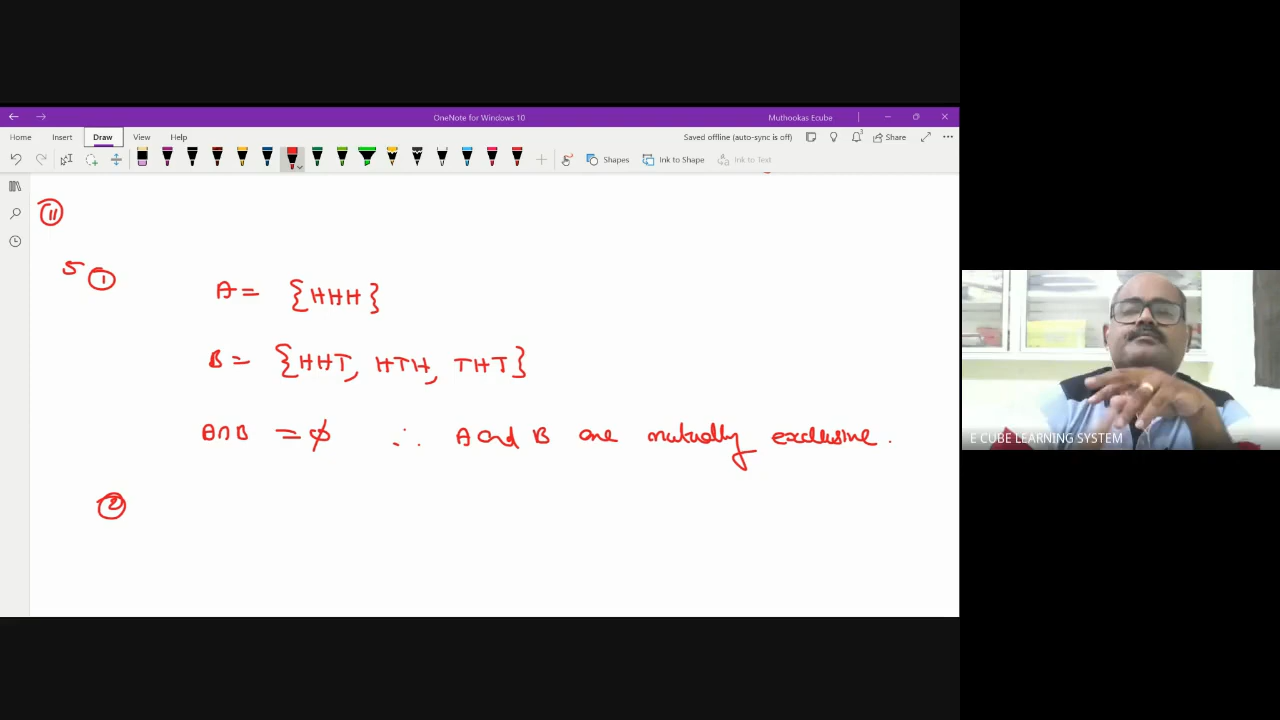 OneNote for Windows 10
Muthookas Ecube
Home Insert Draw View Help
Saved offline (auto-sync is off)
Share
Shapes
Ink to Shape
Ink to Text
11
5 1
A = {HHH}
B = {HHT, HTH, THT}
A∩B = ϕ ∴ A and B are mutually exclusive.
2
E CUBE LEARNING SYSTEM